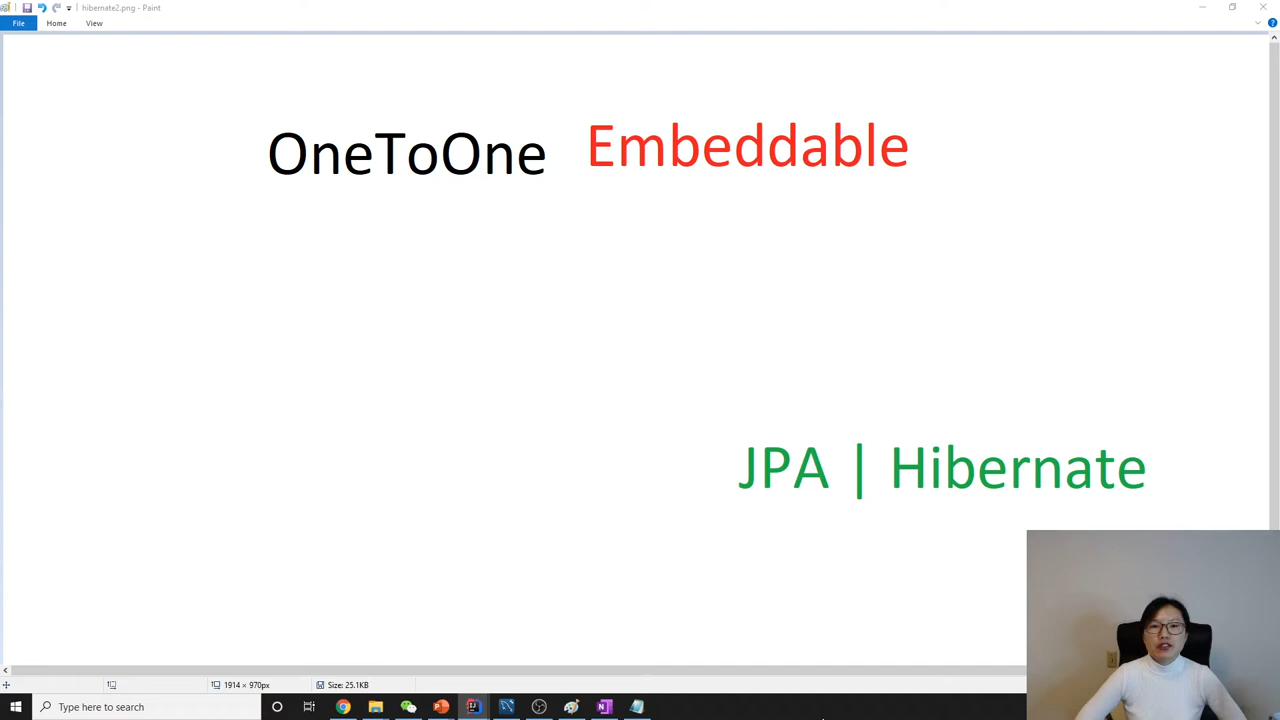 hibernate2.png - Paint
File Home View
OneToOne Embeddable
JPA | Hibernate
1914 × 970px Size: 25.1KB
Type here to search